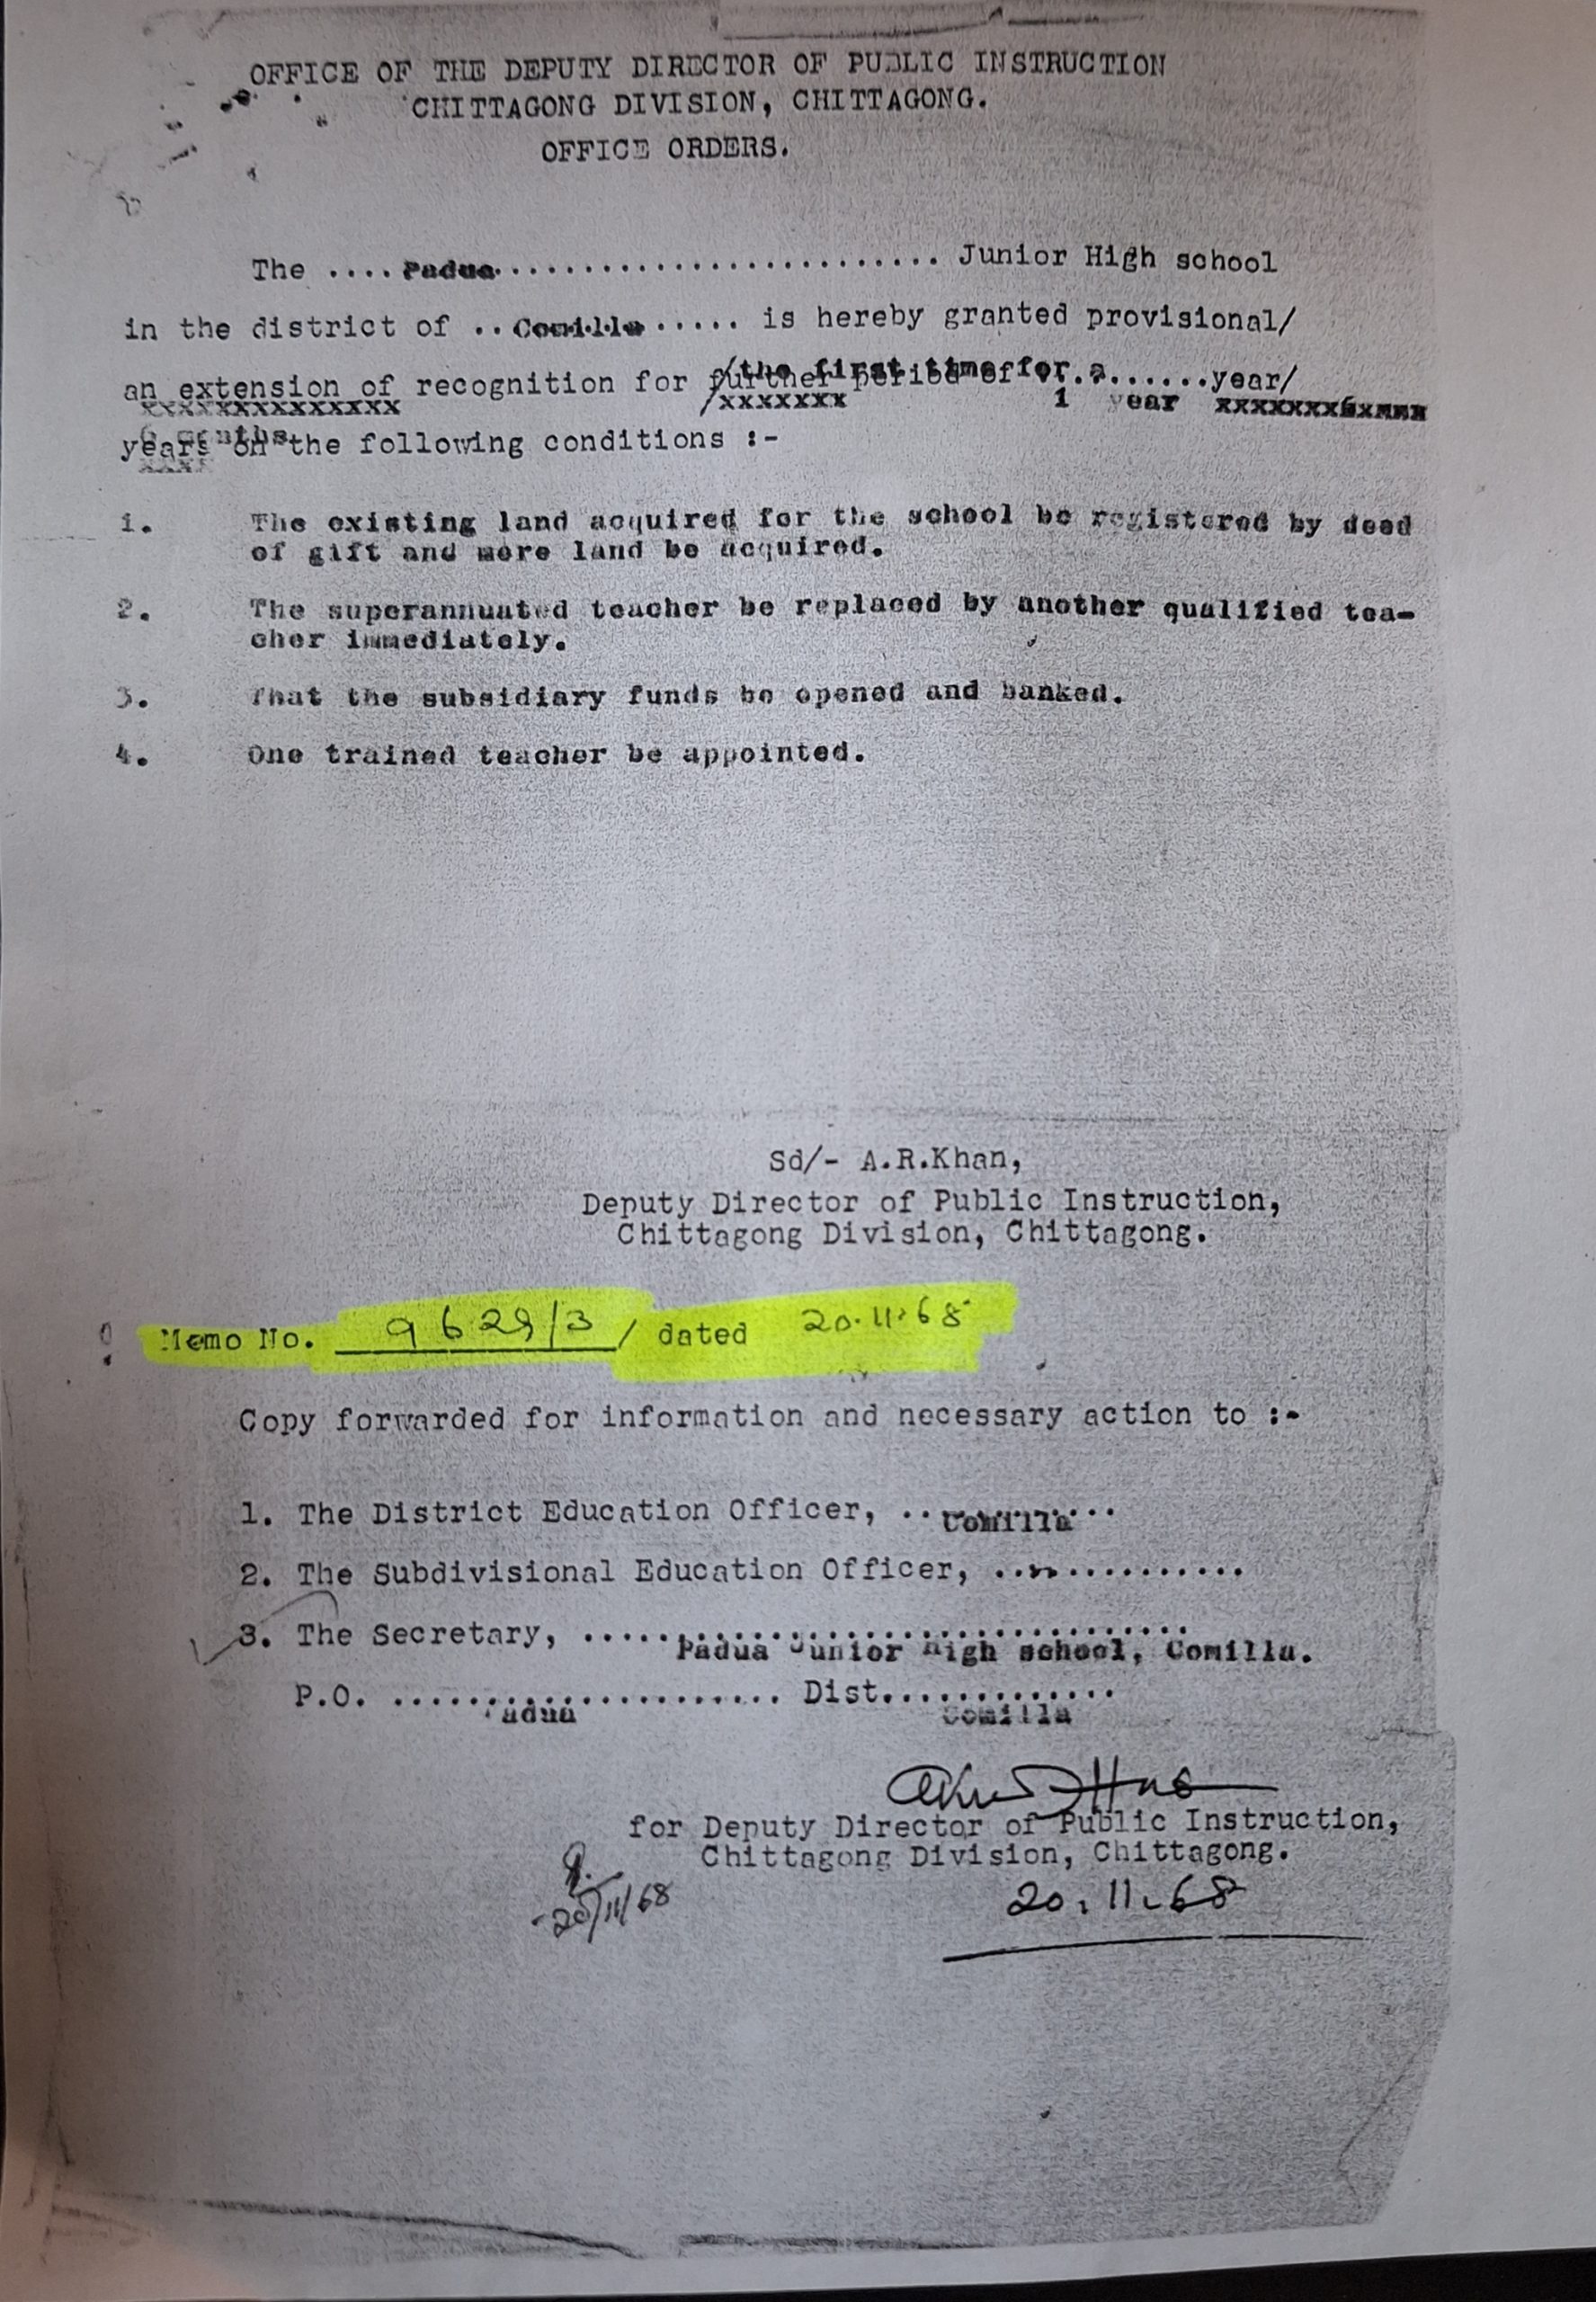 OFFICE OF THE DEPUTY DIRECTOR OF PUBLIC INSTRUCTION
CHITTAGONG DIVISION, CHITTAGONG.
OFFICE ORDERS.
The .... Padua ............................ Junior High school
in the district of .. Comilla ..... is hereby granted provisional/
/the first time for a
an extension of recognition for further period of .........year/
xxxxxxxxxxxxxxx /xxxxxxx 1 year
6 months
years on the following conditions :-
1. The existing land acquired for the school be registered by deed
of gift and more land be acquired.
2. The superannuated teacher be replaced by another qualified tea-
cher immediately.
3. That the subsidiary funds be opened and banked.
4. One trained teacher be appointed.
Sd/- A.R.Khan,
Deputy Director of Public Instruction,
Chittagong Division, Chittagong.
Memo No. 9629/3 / dated 20.11.68
Copy forwarded for information and necessary action to :-
1. The District Education Officer, .. Comilla ..
2. The Subdivisional Education Officer, ..,,............
3. The Secretary, ..................................
Padua Junior High school, Comilla.
P.O. ...................... Dist.............
Padua Comilla
for Deputy Director of Public Instruction,
Chittagong Division, Chittagong.
20/11/68
20.11.68